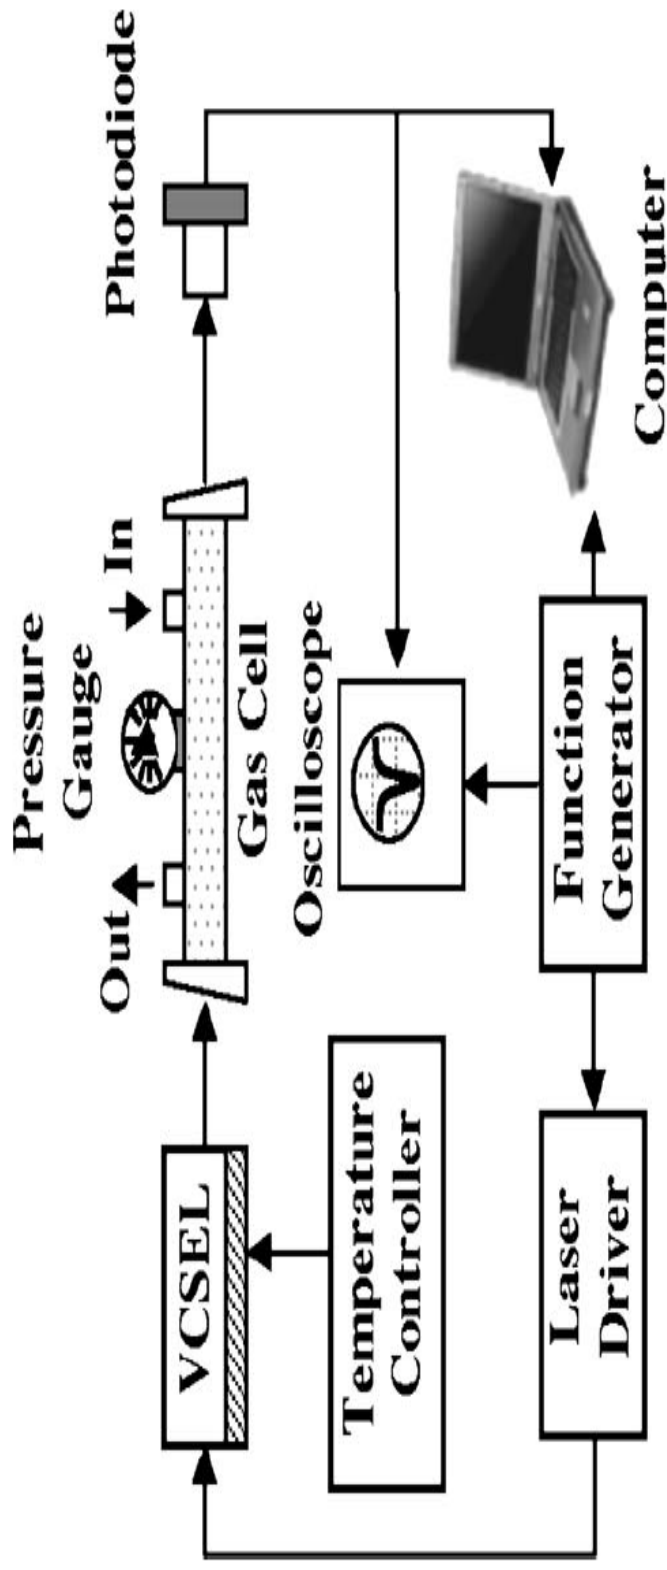 Pressure
Gauge
Out
In
Photodiode
VCSEL
Gas Cell
Temperature
Controller
Oscilloscope
Laser
Driver
Function
Generator
Computer